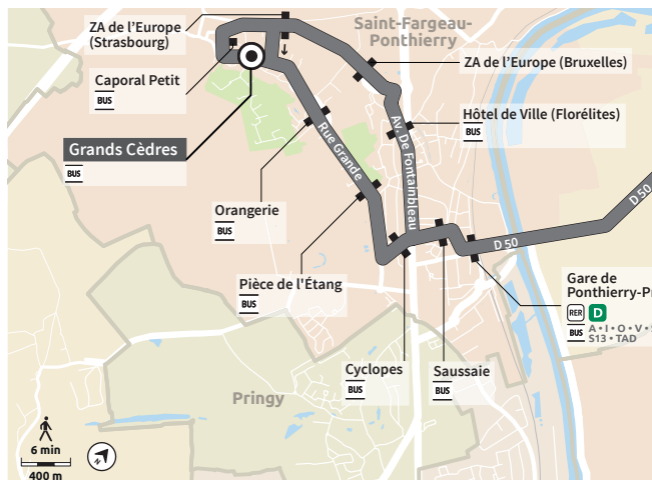 ZA de l'Europe
(Strasbourg)
Saint-Fargeau-
Ponthierry
ZA de l'Europe (Bruxelles)
Caporal Petit
BUS
Hôtel de Ville (Florélites)
BUS
Grands Cèdres
BUS
Rue Grande
Av. De Fontainbleau
Orangerie
BUS
D 50
D 50
Pièce de l'Étang
BUS
Gare de
Ponthierry-P
RER D
BUS A • I • O • V •
S13 • TAD
Cyclopes
BUS
Saussaie
BUS
Pringy
6 min
400 m
N